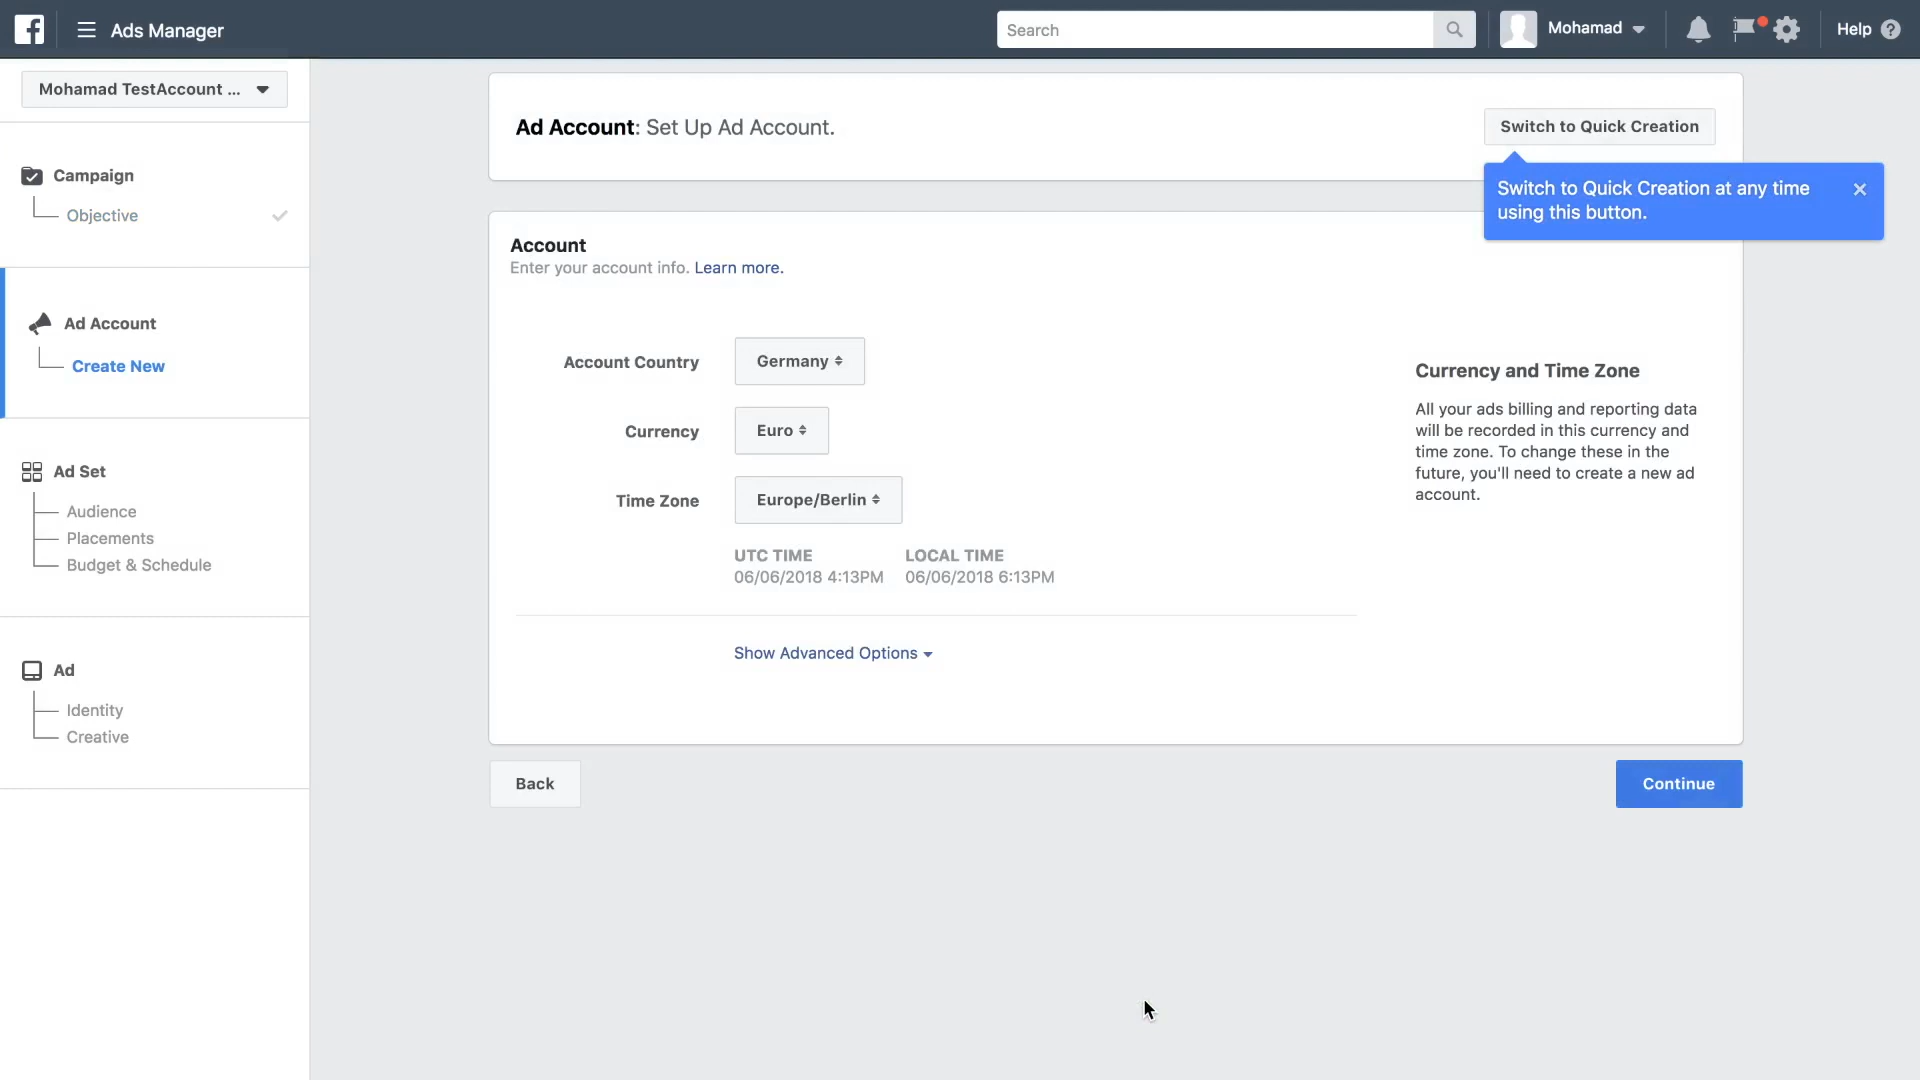 Ads Manager
Search
Mohamad
Help
Mohamad TestAccount ...
Campaign
Objective
Ad Account
Create New
Ad Set
Audience
Placements
Budget & Schedule
Ad
Identity
Creative
Ad Account: Set Up Ad Account.
Switch to Quick Creation
Switch to Quick Creation at any time
using this button.
Account
Enter your account info. Learn more.
Account Country
Germany
Currency
Euro
Time Zone
Europe/Berlin
UTC TIME
LOCAL TIME
06/06/2018 4:13PM
06/06/2018 6:13PM
Show Advanced Options
Currency and Time Zone
All your ads billing and reporting data
will be recorded in this currency and
time zone. To change these in the
future, you'll need to create a new ad
account.
Back
Continue